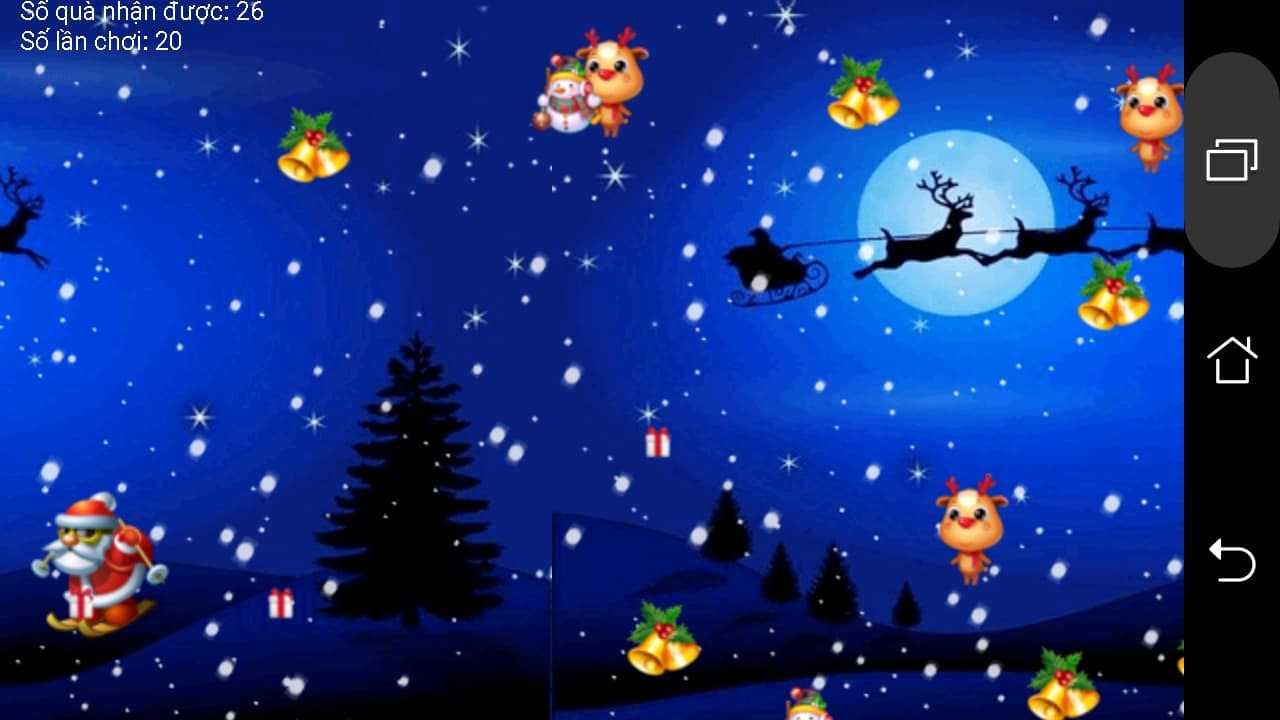 Số quà nhận được: 26
Số lần chơi: 20